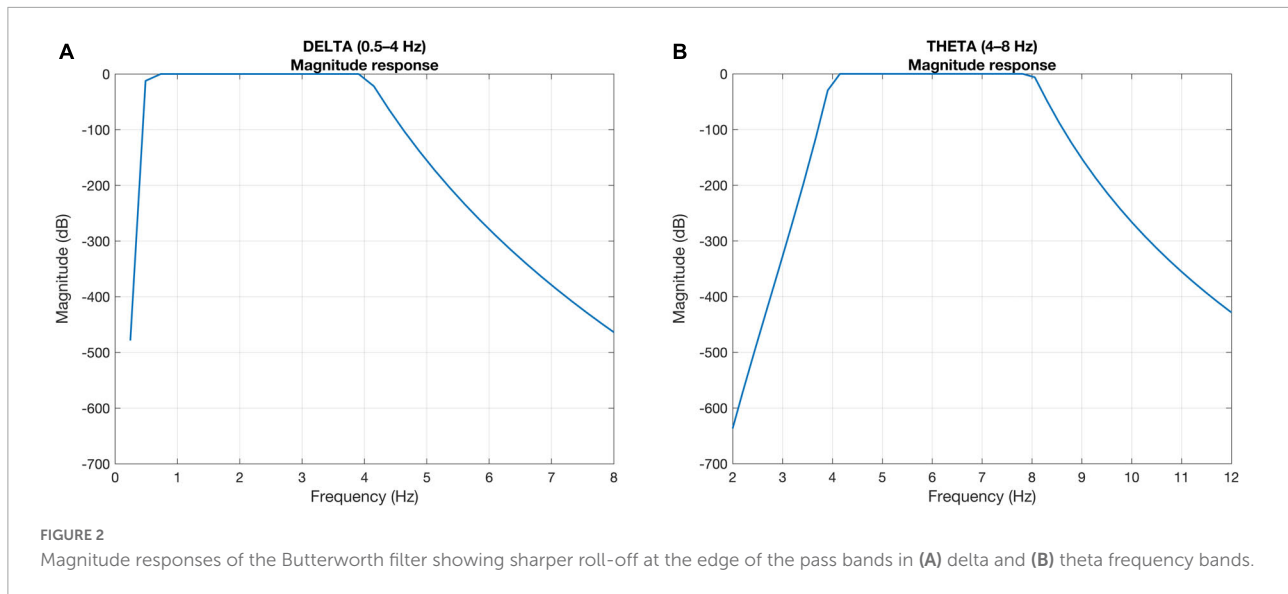 A
DELTA (0.5–4 Hz)
Magnitude response
0
-100
-200
-300
-400
-500
-600
-700
Magnitude (dB)
0 1 2 3 4 5 6 7 8
Frequency (Hz)
B
THETA (4–8 Hz)
Magnitude response
0
-100
-200
-300
-400
-500
-600
-700
Magnitude (dB)
2 3 4 5 6 7 8 9 10 11 12
Frequency (Hz)
FIGURE 2
Magnitude responses of the Butterworth filter showing sharper roll-off at the edge of the pass bands in (A) delta and (B) theta frequency bands.